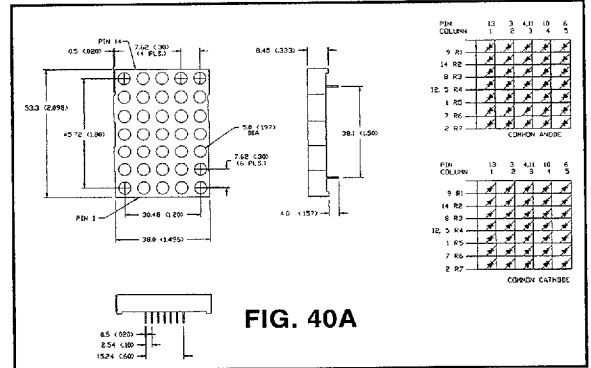 PIN 14
0.5 (.020)
7.62 (.30)
(4 PLS.)
53.3 (2.098)
45.72 (1.80)
5.0 (.197)
DIA
7.62 (.30)
(6 PLS.)
PIN 1
30.48 (1.20)
38.0 (1.496)
8.45 (.333)
38.1 (1.50)
4.0 (.157)
PIN 13 3 4,11 10 6
COLUMN 1 2 3 4 5
9 R1
14 R2
8 R3
12, 5 R4
1 R5
7 R6
2 R7
COMMON ANODE
PIN 13 3 4,11 10 6
COLUMN 1 2 3 4 5
9 R1
14 R2
8 R3
12, 5 R4
1 R5
7 R6
2 R7
COMMON CATHODE
0.5 (.020)
2.54 (.10)
15.24 (.60)
FIG. 40A